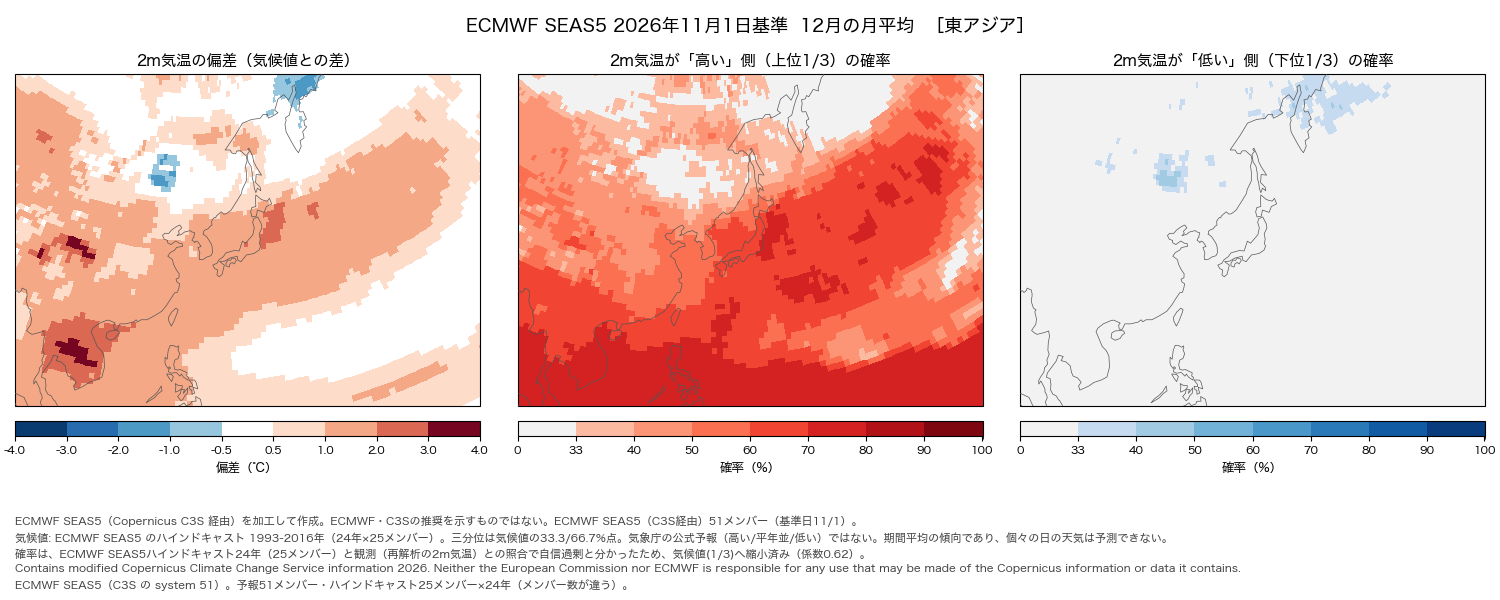 ECMWF SEAS5 2026年11月1日基準 12月の月平均 ［東アジア］
2m気温の偏差（気候値との差）
2m気温が「高い」側（上位1/3）の確率
2m気温が「低い」側（下位1/3）の確率
-4.0 -3.0 -2.0 -1.0 -0.5 0.5 1.0 2.0 3.0 4.0
偏差（℃）
0 33 40 50 60 70 80 90 100
確率（%）
0 33 40 50 60 70 80 90 100
確率（%）
ECMWF SEAS5（Copernicus C3S 経由）を加工して作成。ECMWF・C3Sの推奨を示すものではない。ECMWF SEAS5（C3S経由）51メンバー（基準日11/1）。
気候値: ECMWF SEAS5 のハインドキャスト 1993-2016年（24年×25メンバー）。三分位は気候値の33.3/66.7%点。気象庁の公式予報（高い/平年並/低い）ではない。期間平均の傾向であり、個々の日の天気は予測できない。
確率は、ECMWF SEAS5ハインドキャスト24年（25メンバー）と観測（再解析の2m気温）との照合で自信過剰と分かったため、気候値(1/3)へ縮小済み（係数0.62）。
Contains modified Copernicus Climate Change Service information 2026. Neither the European Commission nor ECMWF is responsible for any use that may be made of the Copernicus information or data it contains.
ECMWF SEAS5（C3S の system 51）。予報51メンバー・ハインドキャスト25メンバー×24年（メンバー数が違う）。